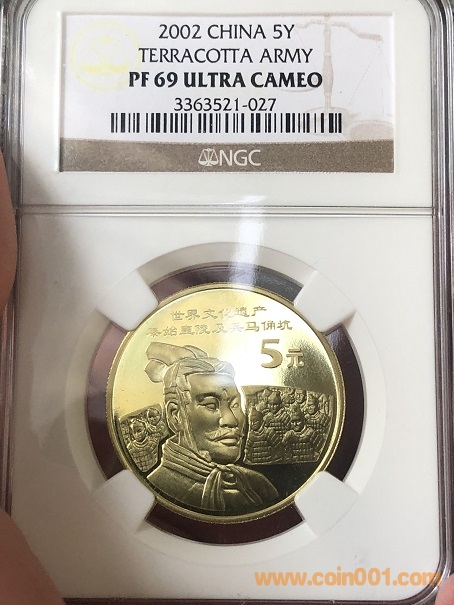 2002 CHINA 5Y
TERRACOTTA ARMY
PF 69 ULTRA CAMEO
3363521-027
NGC
世界文化遗产
秦始皇陵及兵马俑坑
5元
www.coin001.com